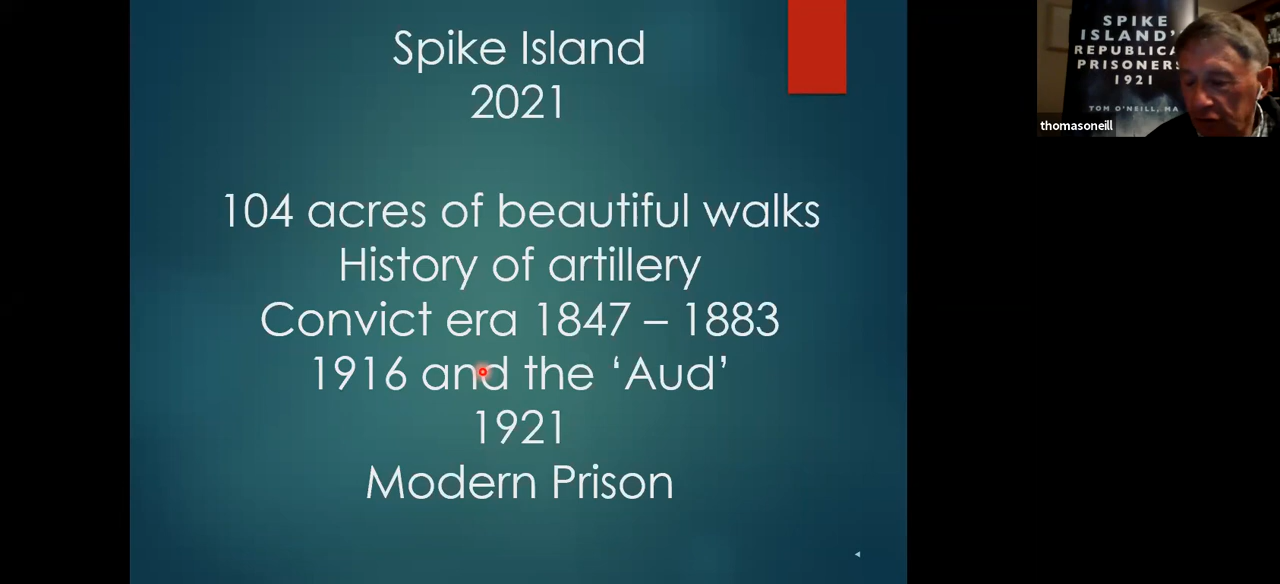 Spike Island
2021
104 acres of beautiful walks
History of artillery
Convict era 1847 – 1883
1916 and the ‘Aud’
1921
Modern Prison
SPIKE
ISLAND'
REPUBLICA
PRISONERS
1921
TOM O'NEILL, MA
thomasoneill